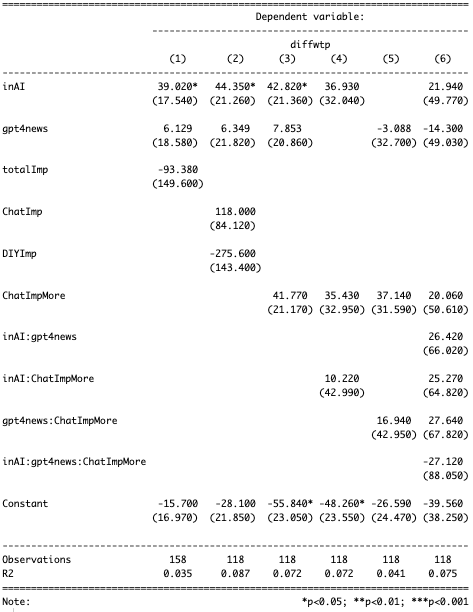 Dependent variable:
diffwtp
(1) (2) (3) (4) (5) (6)
inAI 39.020* 44.350* 42.820* 36.930 21.940
(17.540) (21.260) (21.360) (32.040) (49.770)
gpt4news 6.129 6.349 7.853 -3.088 -14.300
(18.580) (21.820) (20.860) (32.700) (49.030)
totalImp -93.380
(149.600)
ChatImp 118.000
(84.120)
DIYImp -275.600
(143.400)
ChatImpMore 41.770 35.430 37.140 20.060
(21.170) (32.950) (31.590) (50.610)
inAI:gpt4news 26.420
(66.020)
inAI:ChatImpMore 10.220 25.270
(42.990) (64.820)
gpt4news:ChatImpMore 16.940 27.640
(42.950) (67.820)
inAI:gpt4news:ChatImpMore -27.120
(88.050)
Constant -15.700 -28.100 -55.840* -48.260* -26.590 -39.560
(16.970) (21.850) (23.050) (23.550) (24.470) (38.250)
Observations 158 118 118 118 118 118
R2 0.035 0.087 0.072 0.072 0.041 0.075
Note: *p<0.05; **p<0.01; ***p<0.001